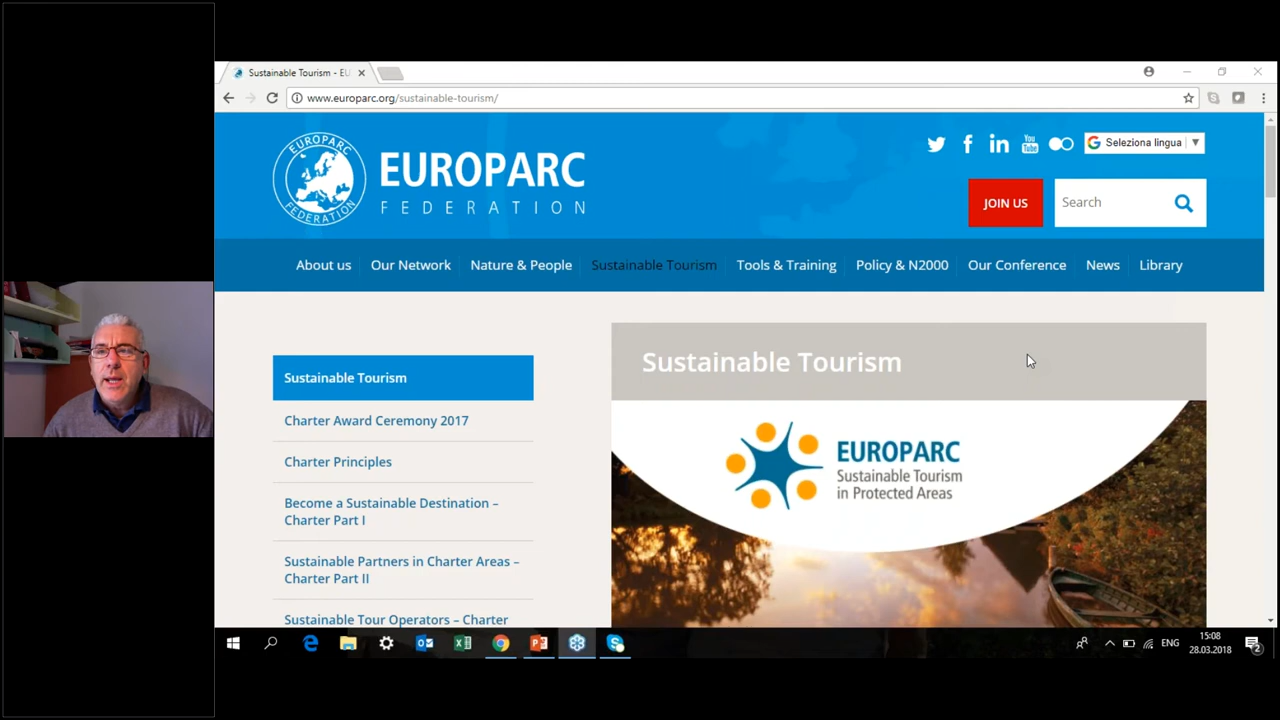 Sustainable Tourism - EU
www.europarc.org/sustainable-tourism/
EUROPARC
FEDERATION
EUROPARC
FEDERATION
You
Tube
Seleziona lingua
JOIN US
Search
About us
Our Network
Nature & People
Sustainable Tourism
Tools & Training
Policy & N2000
Our Conference
News
Library
Sustainable Tourism
Charter Award Ceremony 2017
Charter Principles
Become a Sustainable Destination –
Charter Part I
Sustainable Partners in Charter Areas –
Charter Part II
Sustainable Tour Operators – Charter
Sustainable Tourism
EUROPARC
Sustainable Tourism
in Protected Areas
ENG
15:08
28.03.2018
2